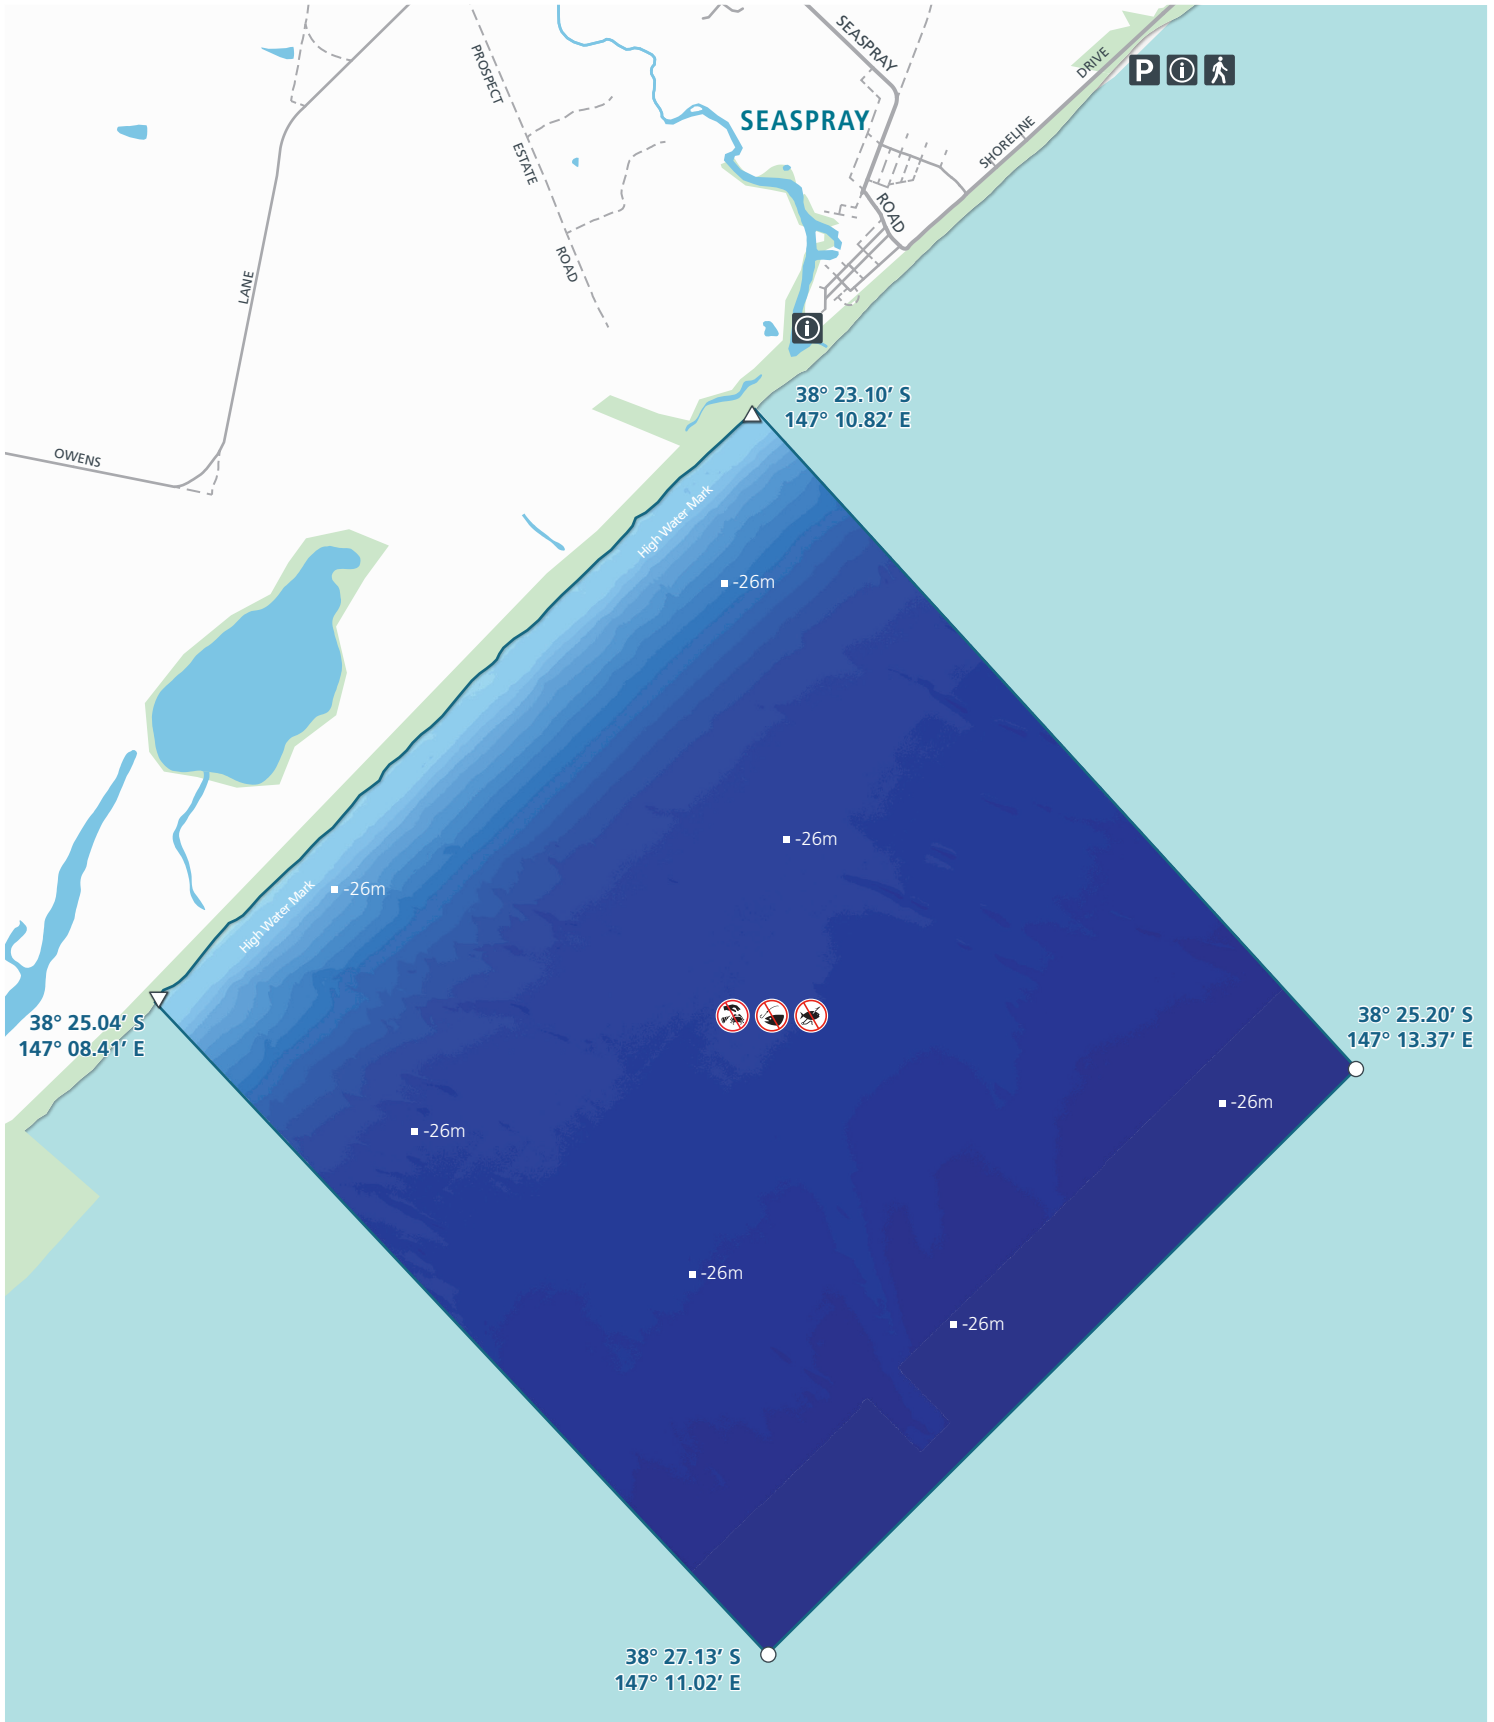 SEASPRAY
PROSPECT
DRIVE
P
i
SEASPRAY
SHORELINE
ESTATE
ROAD
ROAD
LANE
i
38° 23.10’ S
147° 10.82’ E
OWENS
High Water Mark
-26m
-26m
High Water Mark
-26m
38° 25.04’ S
147° 08.41’ E
38° 25.20’ S
147° 13.37’ E
-26m
-26m
-26m
-26m
38° 27.13’ S
147° 11.02’ E